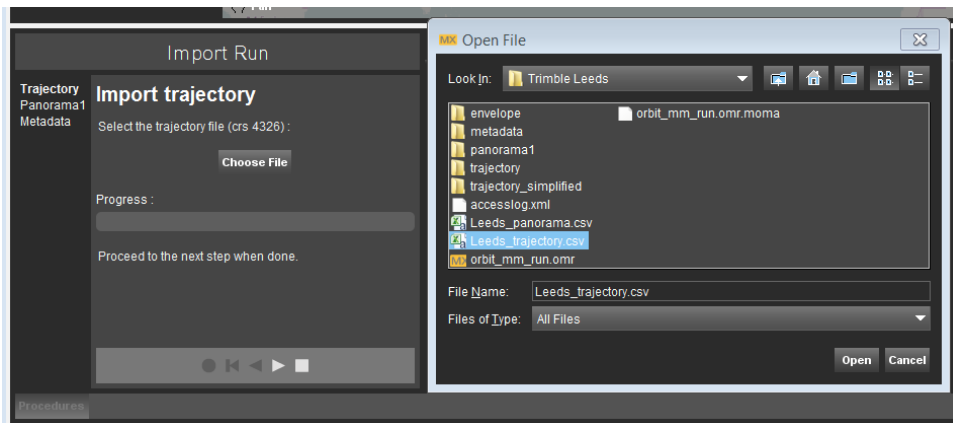 Import Run
Trajectory
Panorama1
Metadata
Import trajectory
Select the trajectory file (crs 4326) :
Choose File
Progress :
Proceed to the next step when done.
Procedures
MX Open File
Look In: Trimble Leeds
envelope
metadata
panorama1
trajectory
trajectory_simplified
accesslog.xml
Leeds_panorama.csv
Leeds_trajectory.csv
MX orbit_mm_run.omr
orbit_mm_run.omr.moma
File Name: Leeds_trajectory.csv
Files of Type: All Files
Open Cancel